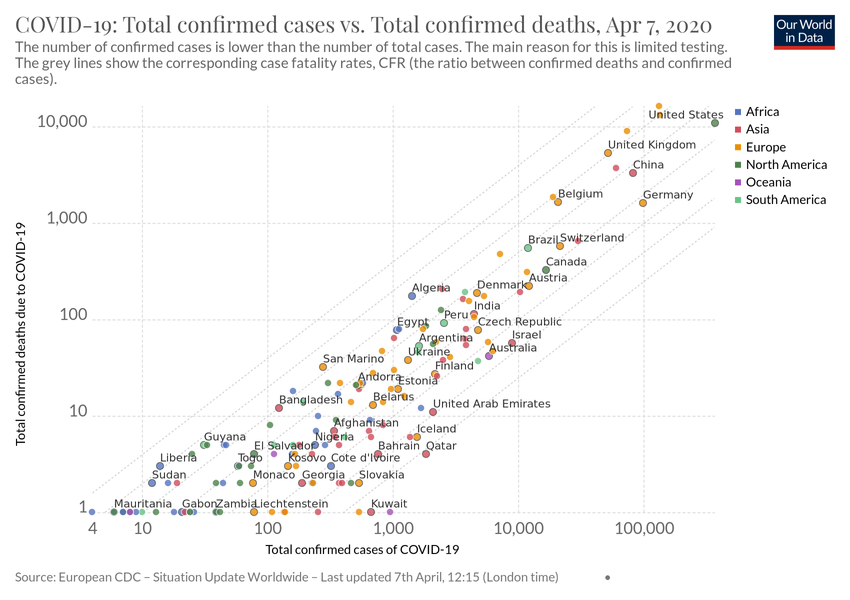 COVID-19: Total confirmed cases vs. Total confirmed deaths, Apr 7, 2020
Our World
in Data
The number of confirmed cases is lower than the number of total cases. The main reason for this is limited testing.
The grey lines show the corresponding case fatality rates, CFR (the ratio between confirmed deaths and confirmed
cases).
Total confirmed deaths due to COVID-19
10,000
1,000
100
10
1
United States
United Kingdom
China
Belgium
Germany
Brazil
Switzerland
Canada
Algeria
Denmark
Austria
India
Egypt
Peru
Czech Republic
Argentina
Israel
Ukraine
Australia
San Marino
Finland
Andorra
Estonia
Bangladesh
Belarus
United Arab Emirates
Afghanistan
Iceland
Guyana
Nigeria
El Salvador
Bahrain
Qatar
Liberia
Togo
Kosovo
Cote d'Ivoire
Sudan
Monaco
Georgia
Slovakia
Mauritania
Gabon
Zambia
Liechtenstein
Kuwait
4
10
100
1,000
10,000
100,000
Total confirmed cases of COVID-19
Africa
Asia
Europe
North America
Oceania
South America
Source: European CDC – Situation Update Worldwide – Last updated 7th April, 12:15 (London time)